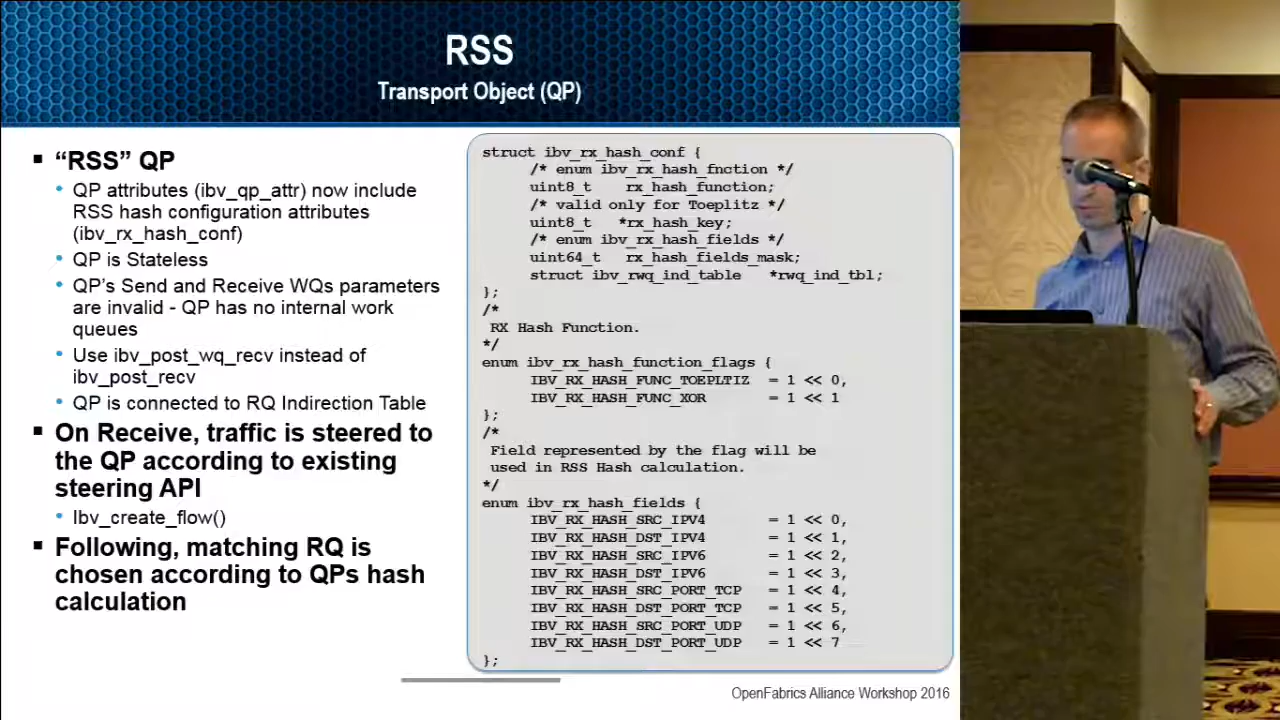 RSS
Transport Object (QP)
▪ “RSS” QP
• QP attributes (ibv_qp_attr) now include
RSS hash configuration attributes
(ibv_rx_hash_conf)
• QP is Stateless
• QP’s Send and Receive WQs parameters
are invalid - QP has no internal work
queues
• Use ibv_post_wq_recv instead of
ibv_post_recv
• QP is connected to RQ Indirection Table
▪ On Receive, traffic is steered to
the QP according to existing
steering API
• Ibv_create_flow()
▪ Following, matching RQ is
chosen according to QPs hash
calculation
struct ibv_rx_hash_conf {
/* enum ibv_rx_hash_fnction */
uint8_t rx_hash_function;
/* valid only for Toeplitz */
uint8_t *rx_hash_key;
/* enum ibv_rx_hash_fields */
uint64_t rx_hash_fields_mask;
struct ibv_rwq_ind_table *rwq_ind_tbl;
};
/*
RX Hash Function.
*/
enum ibv_rx_hash_function_flags {
IBV_RX_HASH_FUNC_TOEPLTIZ = 1 << 0,
IBV_RX_HASH_FUNC_XOR = 1 << 1
};
/*
Field represented by the flag will be
used in RSS Hash calculation.
*/
enum ibv_rx_hash_fields {
IBV_RX_HASH_SRC_IPV4 = 1 << 0,
IBV_RX_HASH_DST_IPV4 = 1 << 1,
IBV_RX_HASH_SRC_IPV6 = 1 << 2,
IBV_RX_HASH_DST_IPV6 = 1 << 3,
IBV_RX_HASH_SRC_PORT_TCP = 1 << 4,
IBV_RX_HASH_DST_PORT_TCP = 1 << 5,
IBV_RX_HASH_SRC_PORT_UDP = 1 << 6,
IBV_RX_HASH_DST_PORT_UDP = 1 << 7
};
OpenFabrics Alliance Workshop 2016